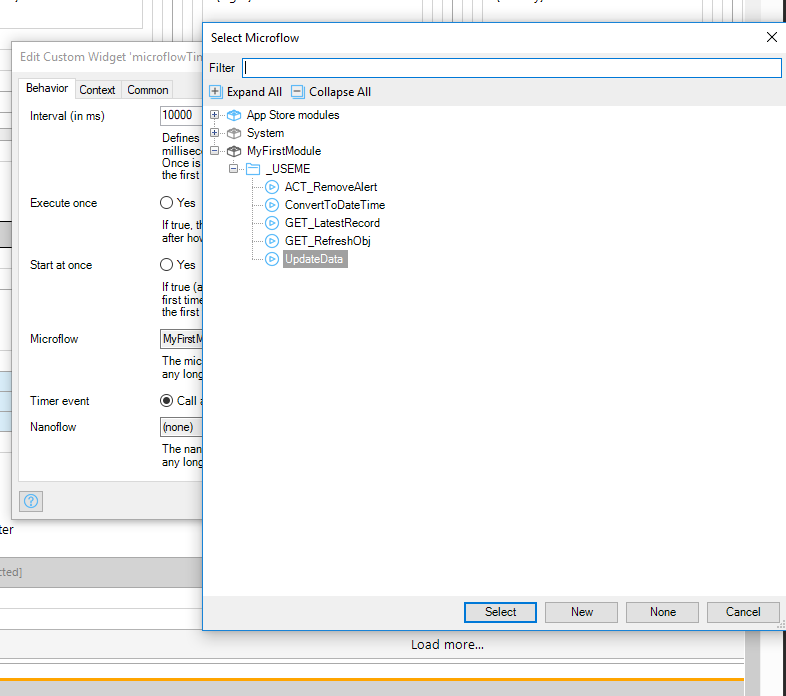 Select Microflow
Edit Custom Widget 'microflowTim
Filter
Behavior
Context
Common
Expand All
Collapse All
Interval (in ms)
10000
Defines
millisec
Once is
the first
Execute once
Yes
If true, th
after how
Start at once
Yes
If true (a
first time
the first
Microflow
MyFirstM
The mic
any long
Timer event
Call a
Nanoflow
(none)
The nan
any long
App Store modules
System
MyFirstModule
_USEME
ACT_RemoveAlert
ConvertToDateTime
GET_LatestRecord
GET_RefreshObj
UpdateData
ter
cted]
Select
New
None
Cancel
Load more...